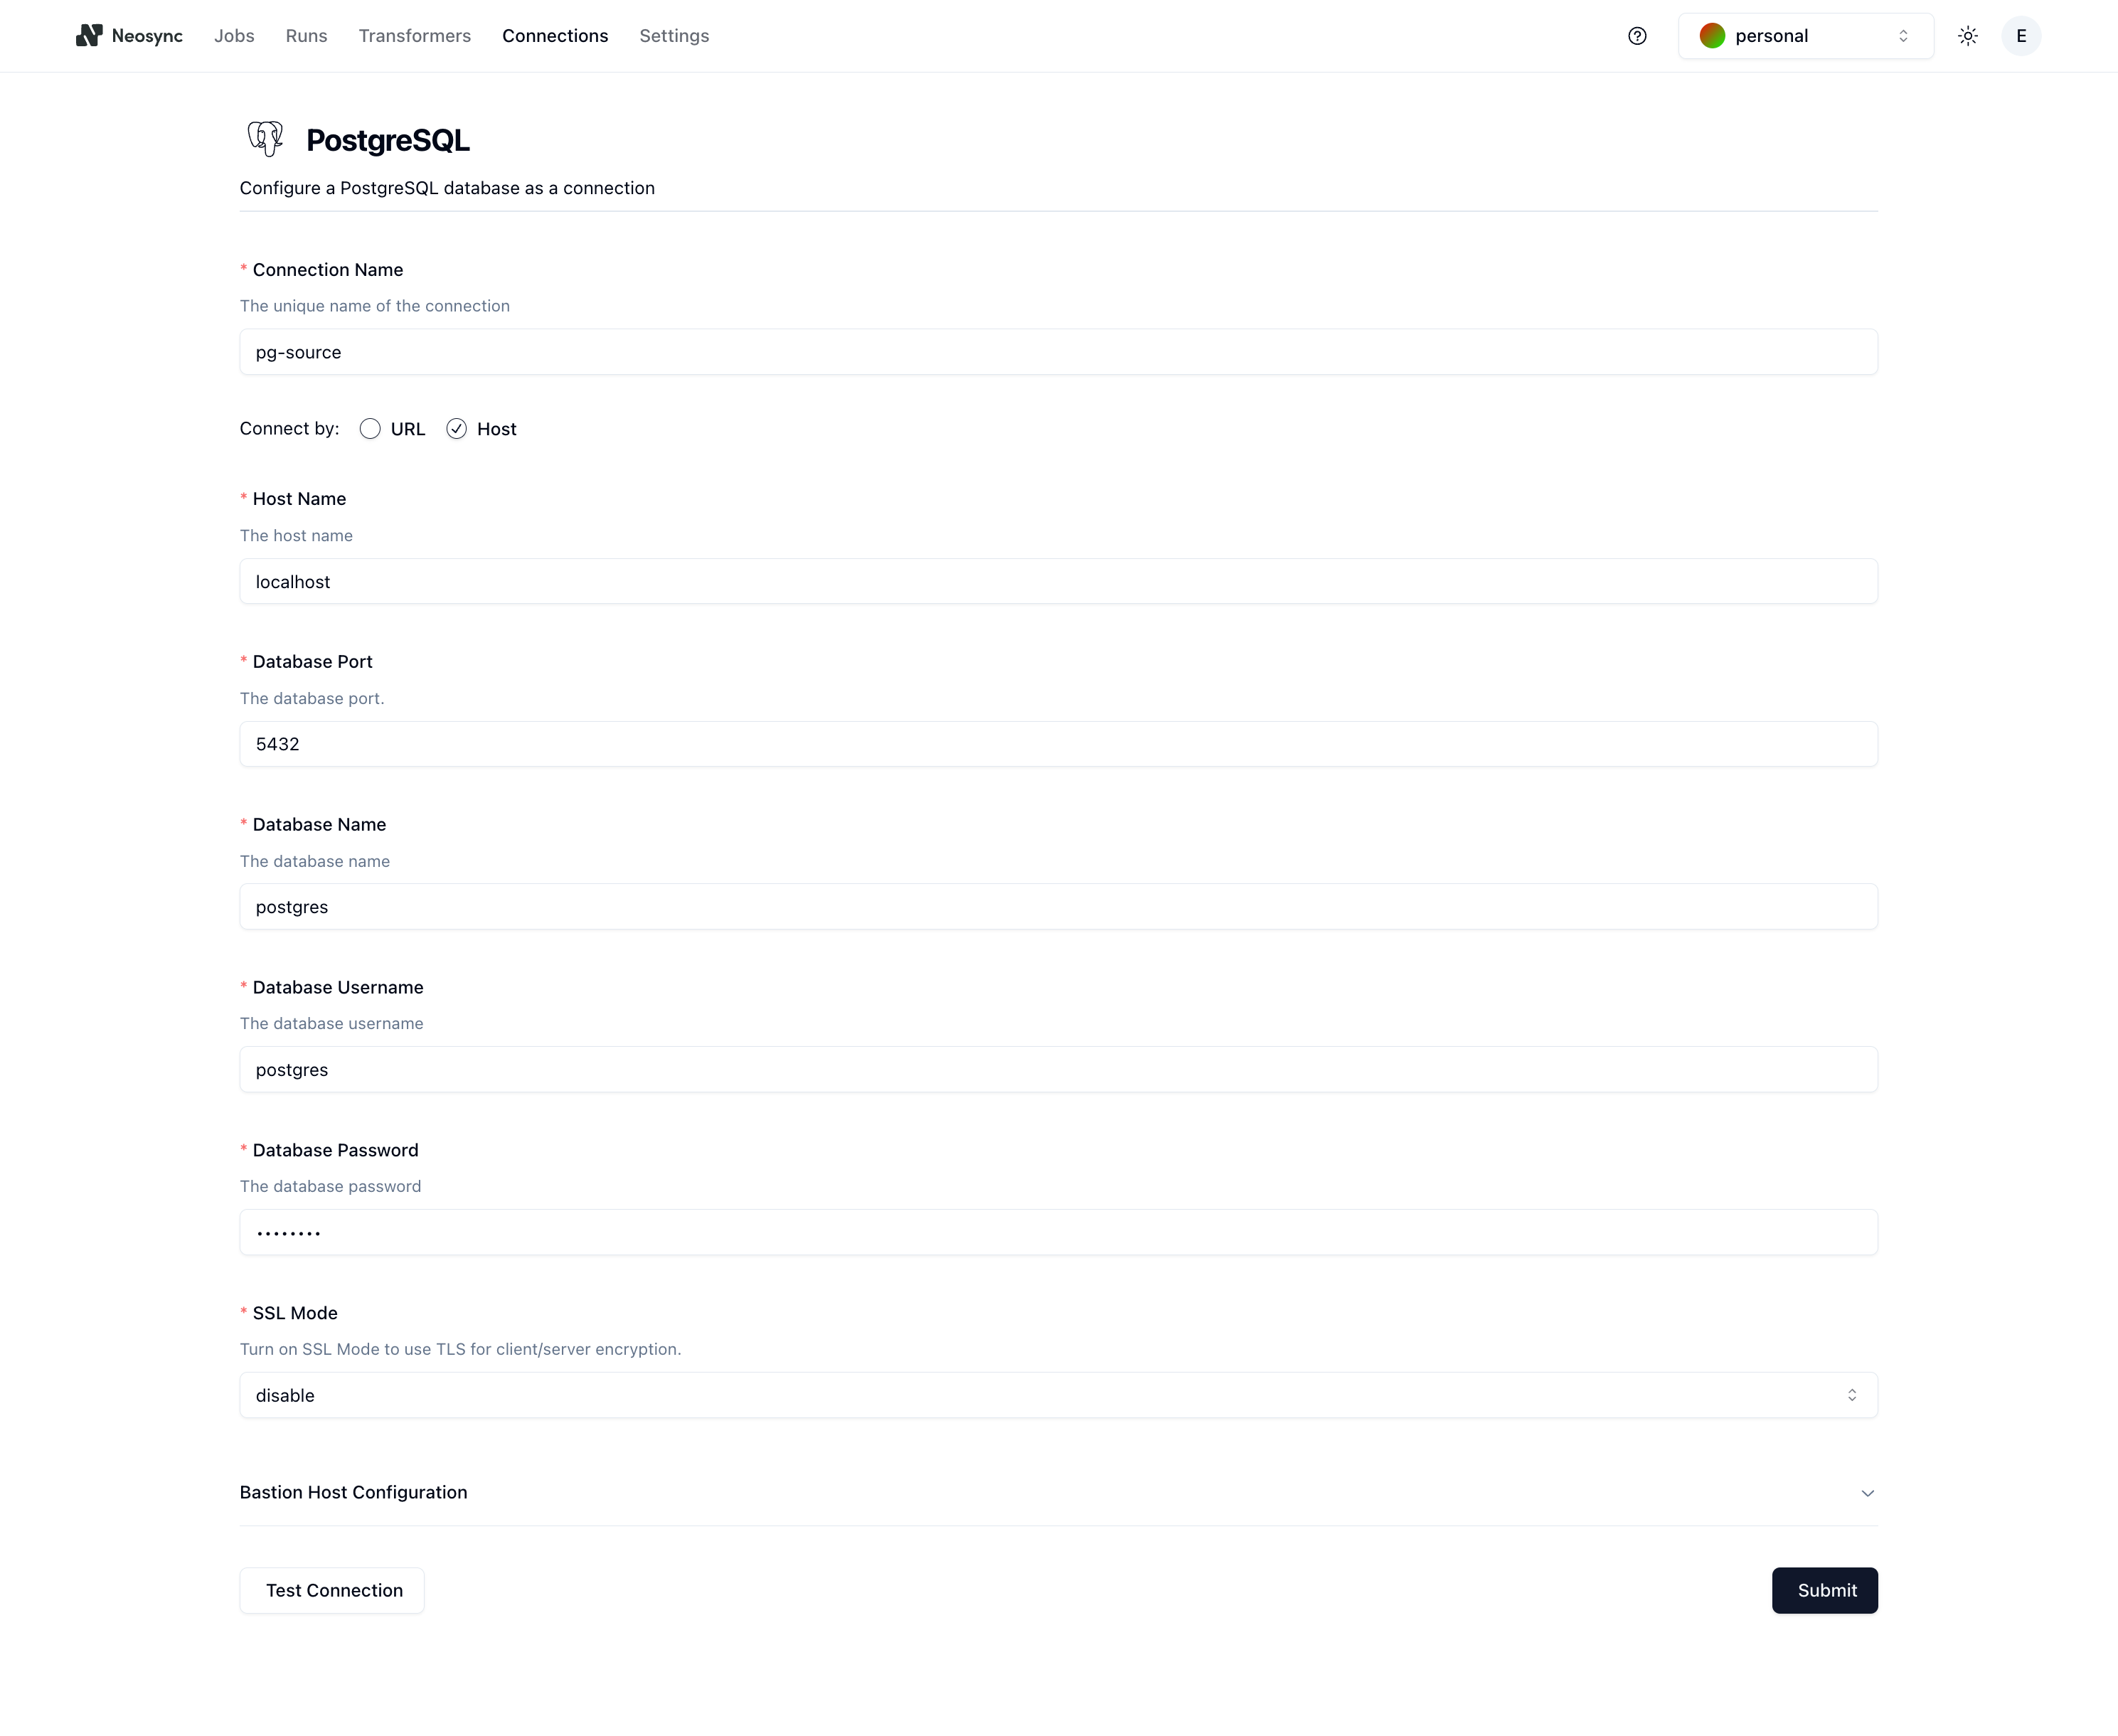 Neosync Jobs Runs Transformers Connections Settings personal E
PostgreSQL
Configure a PostgreSQL database as a connection
* Connection Name
The unique name of the connection
pg-source
Connect by: URL Host
* Host Name
The host name
localhost
* Database Port
The database port.
5432
* Database Name
The database name
postgres
* Database Username
The database username
postgres
* Database Password
The database password
••••••••
* SSL Mode
Turn on SSL Mode to use TLS for client/server encryption.
disable
Bastion Host Configuration
Test Connection Submit